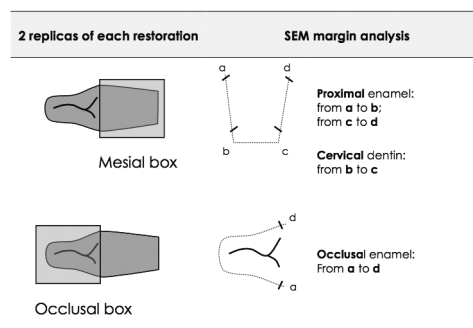 2 replicas of each restoration
SEM margin analysis
a
d
b
c
Mesial box
Proximal enamel:
from a to b;
from c to d
Cervical dentin:
from b to c
d
a
Occlusal box
Occlusal enamel:
From a to d